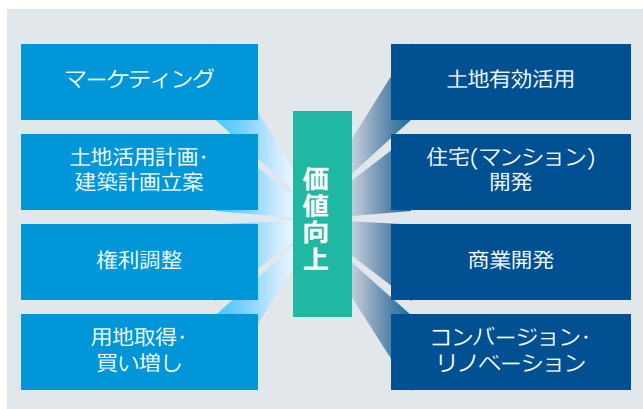 マーケティング
土地活用計画・
建築計画立案
権利調整
用地取得・
買い増し
価値向上
土地有効活用
住宅(マンション)
開発
商業開発
コンバージョン・
リノベーション